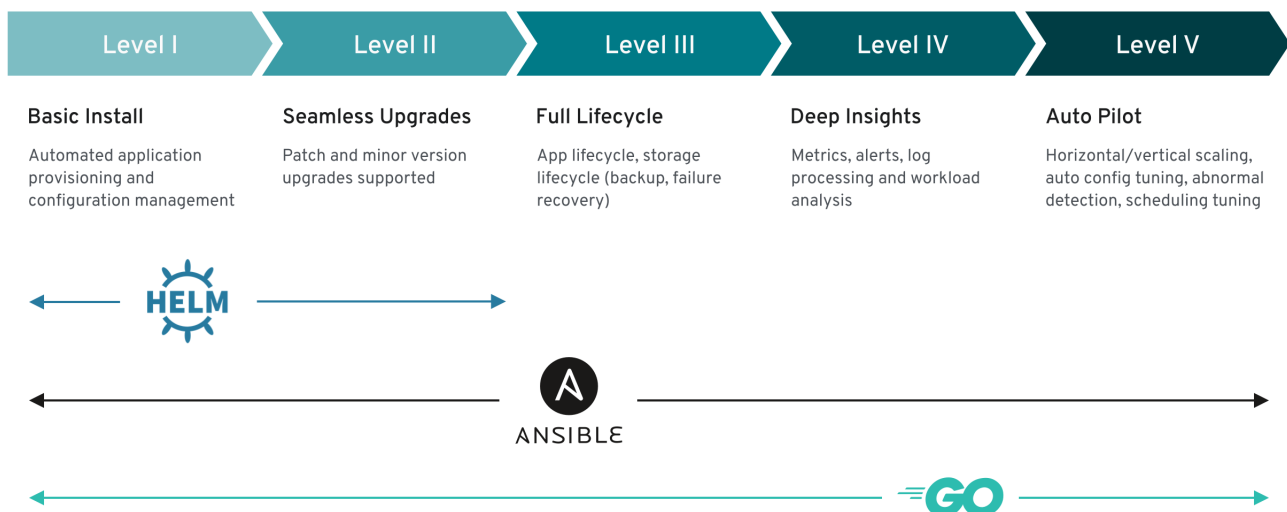 Level I
Level II
Level III
Level IV
Level V
Basic Install
Automated application
provisioning and
configuration management
Seamless Upgrades
Patch and minor version
upgrades supported
Full Lifecycle
App lifecycle, storage
lifecycle (backup, failure
recovery)
Deep Insights
Metrics, alerts, log
processing and workload
analysis
Auto Pilot
Horizontal/vertical scaling,
auto config tuning, abnormal
detection, scheduling tuning
HELM
A
ANSIBLE
GO